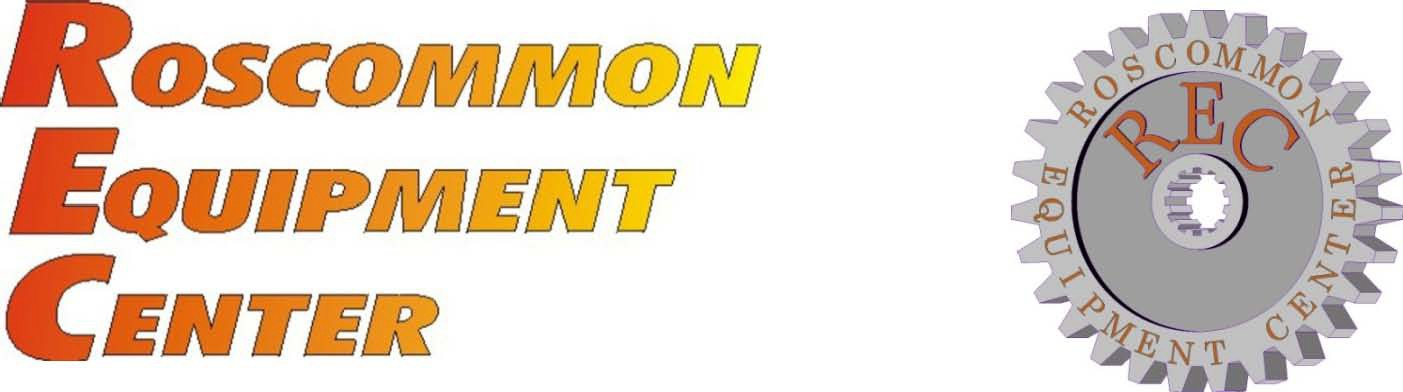 ROSCOMMON
EQUIPMENT
CENTER
ROSCOMMON
REC
EQUIPMENT CENTER